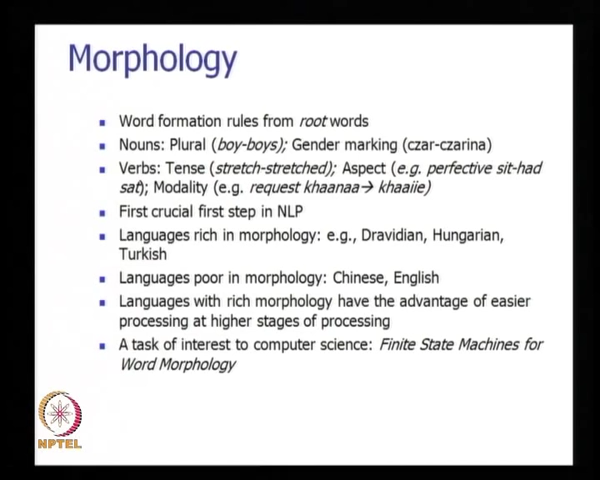 Morphology
Word formation rules from root words
Nouns: Plural (boy-boys); Gender marking (czar-czarina)
Verbs: Tense (stretch-stretched); Aspect (e.g. perfective sit-had
sat); Modality (e.g. request khaanaa→ khaaiie)
First crucial first step in NLP
Languages rich in morphology: e.g., Dravidian, Hungarian,
Turkish
Languages poor in morphology: Chinese, English
Languages with rich morphology have the advantage of easier
processing at higher stages of processing
A task of interest to computer science: Finite State Machines for
Word Morphology
NPTEL